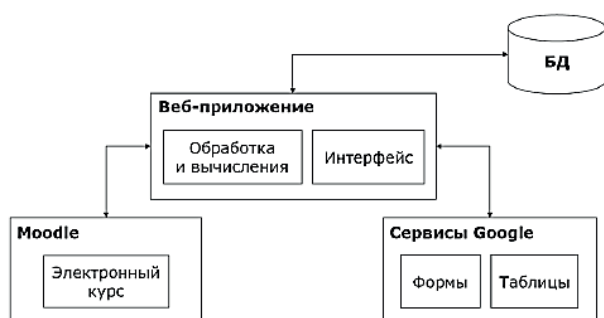 БД
Веб-приложение
Обработка
и вычисления
Интерфейс
Moodle
Электронный
курс
Сервисы Google
Формы
Таблицы